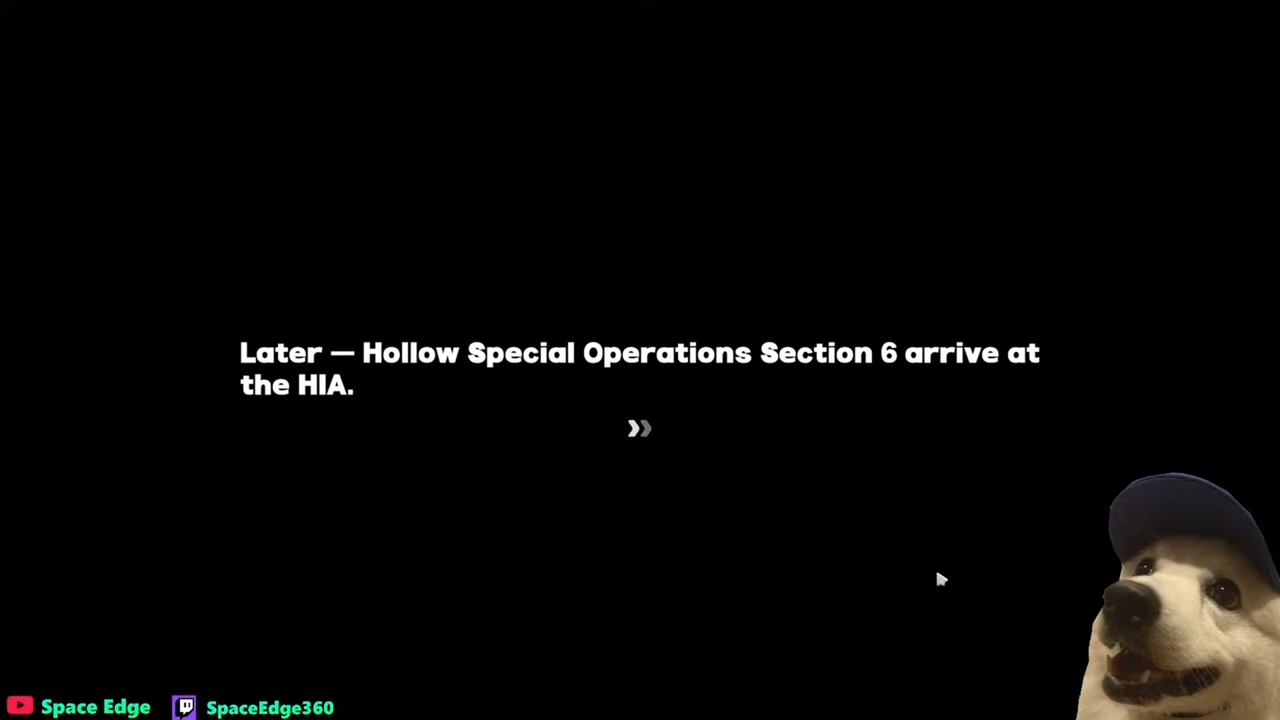 Later — Hollow Special Operations Section 6 arrive at
the HIA.
Space Edge
SpaceEdge360